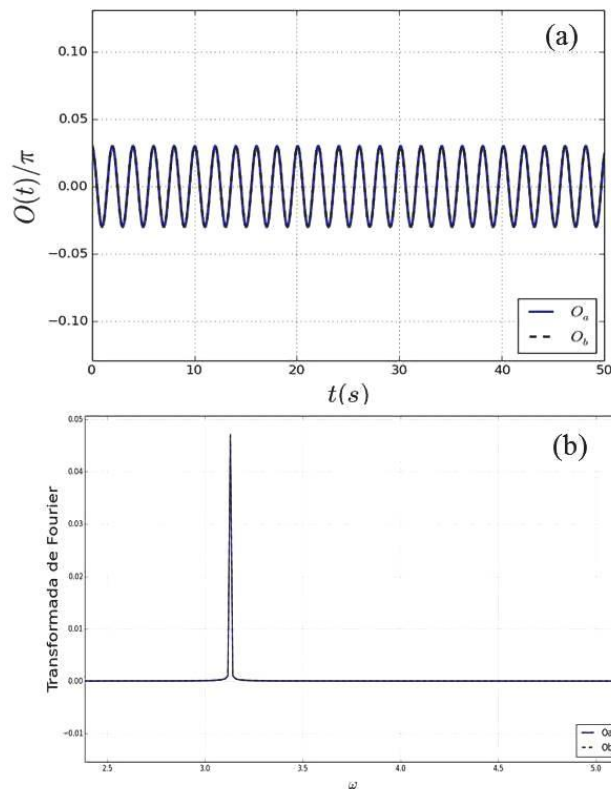 (a)
0.10
0.05
0.00
−0.05
−0.10
O(t)/π
0 10 20 30 40 50
t(s)
O_a
O_b
(b)
0.05
0.04
0.03
0.02
0.01
0.00
−0.01
Transformada de Fourier
2.5 3.0 3.5 4.0 4.5 5.0
ω
Oa
Ob